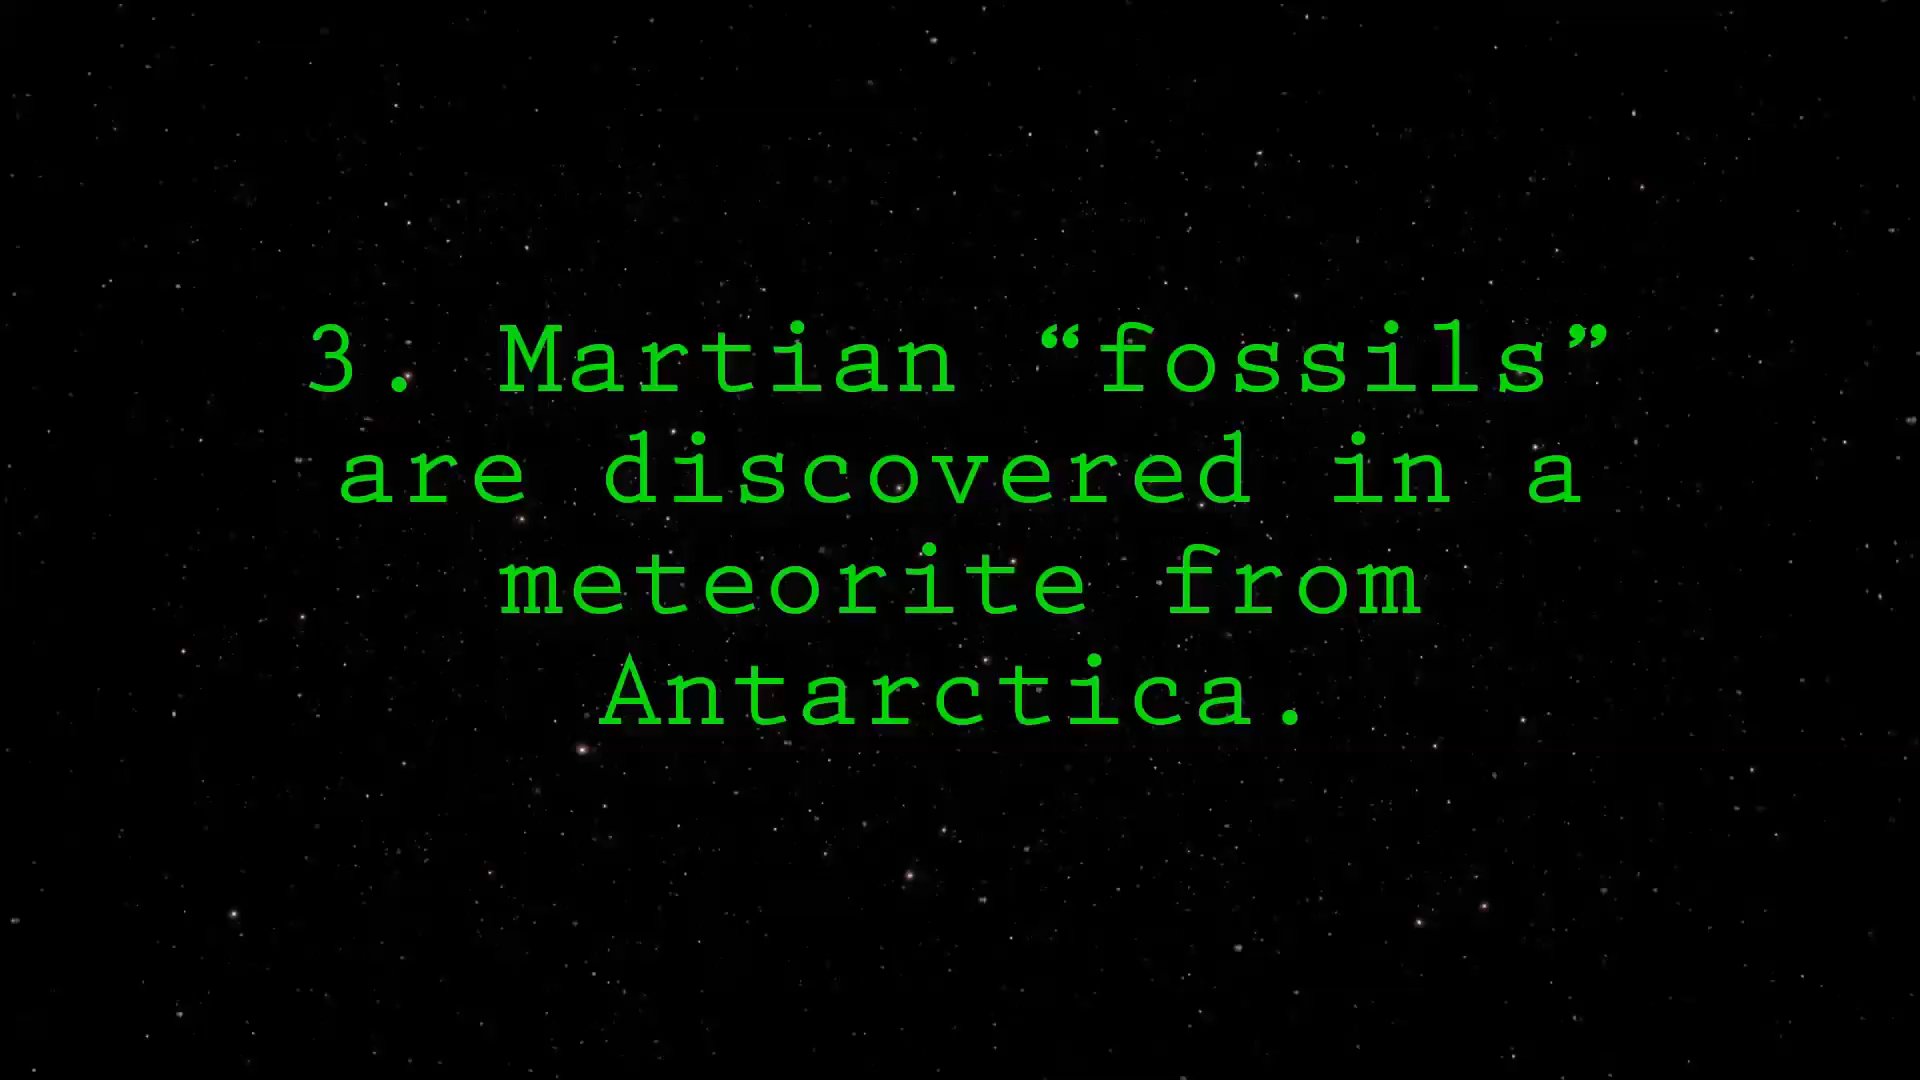 3. Martian “fossils”
are discovered in a
meteorite from
Antarctica.